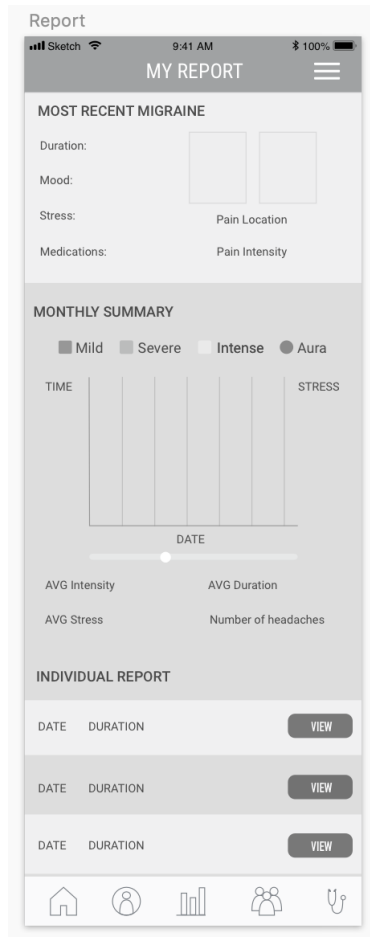 Report
Sketch 9:41 AM 100%
MY REPORT
MOST RECENT MIGRAINE
Duration:
Mood:
Stress: Pain Location
Medications: Pain Intensity
MONTHLY SUMMARY
Mild Severe Intense Aura
TIME STRESS
DATE
AVG Intensity AVG Duration
AVG Stress Number of headaches
INDIVIDUAL REPORT
DATE DURATION VIEW
DATE DURATION VIEW
DATE DURATION VIEW